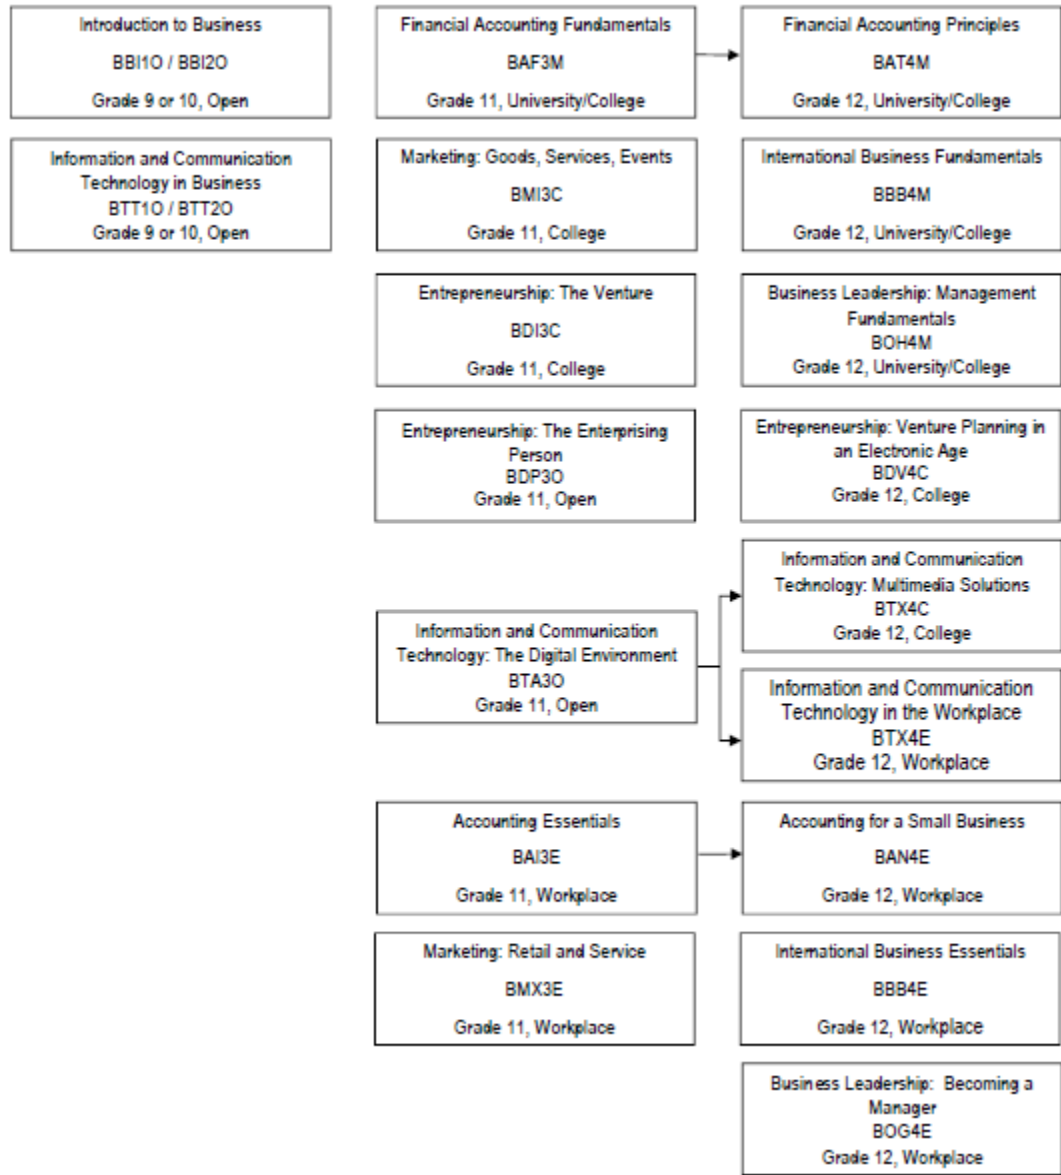 Introduction to Business
BBI1O / BBI2O
Grade 9 or 10, Open
Information and Communication
Technology in Business
BTT1O / BTT2O
Grade 9 or 10, Open
Financial Accounting Fundamentals
BAF3M
Grade 11, University/College
Financial Accounting Principles
BAT4M
Grade 12, University/College
Marketing: Goods, Services, Events
BMI3C
Grade 11, College
International Business Fundamentals
BBB4M
Grade 12, University/College
Entrepreneurship: The Venture
BDI3C
Grade 11, College
Business Leadership: Management
Fundamentals
BOH4M
Grade 12, University/College
Entrepreneurship: The Enterprising
Person
BDP3O
Grade 11, Open
Entrepreneurship: Venture Planning in
an Electronic Age
BDV4C
Grade 12, College
Information and Communication
Technology: The Digital Environment
BTA3O
Grade 11, Open
Information and Communication
Technology: Multimedia Solutions
BTX4C
Grade 12, College
Information and Communication
Technology in the Workplace
BTX4E
Grade 12, Workplace
Accounting Essentials
BAI3E
Grade 11, Workplace
Accounting for a Small Business
BAN4E
Grade 12, Workplace
Marketing: Retail and Service
BMX3E
Grade 11, Workplace
International Business Essentials
BBB4E
Grade 12, Workplace
Business Leadership: Becoming a
Manager
BOG4E
Grade 12, Workplace